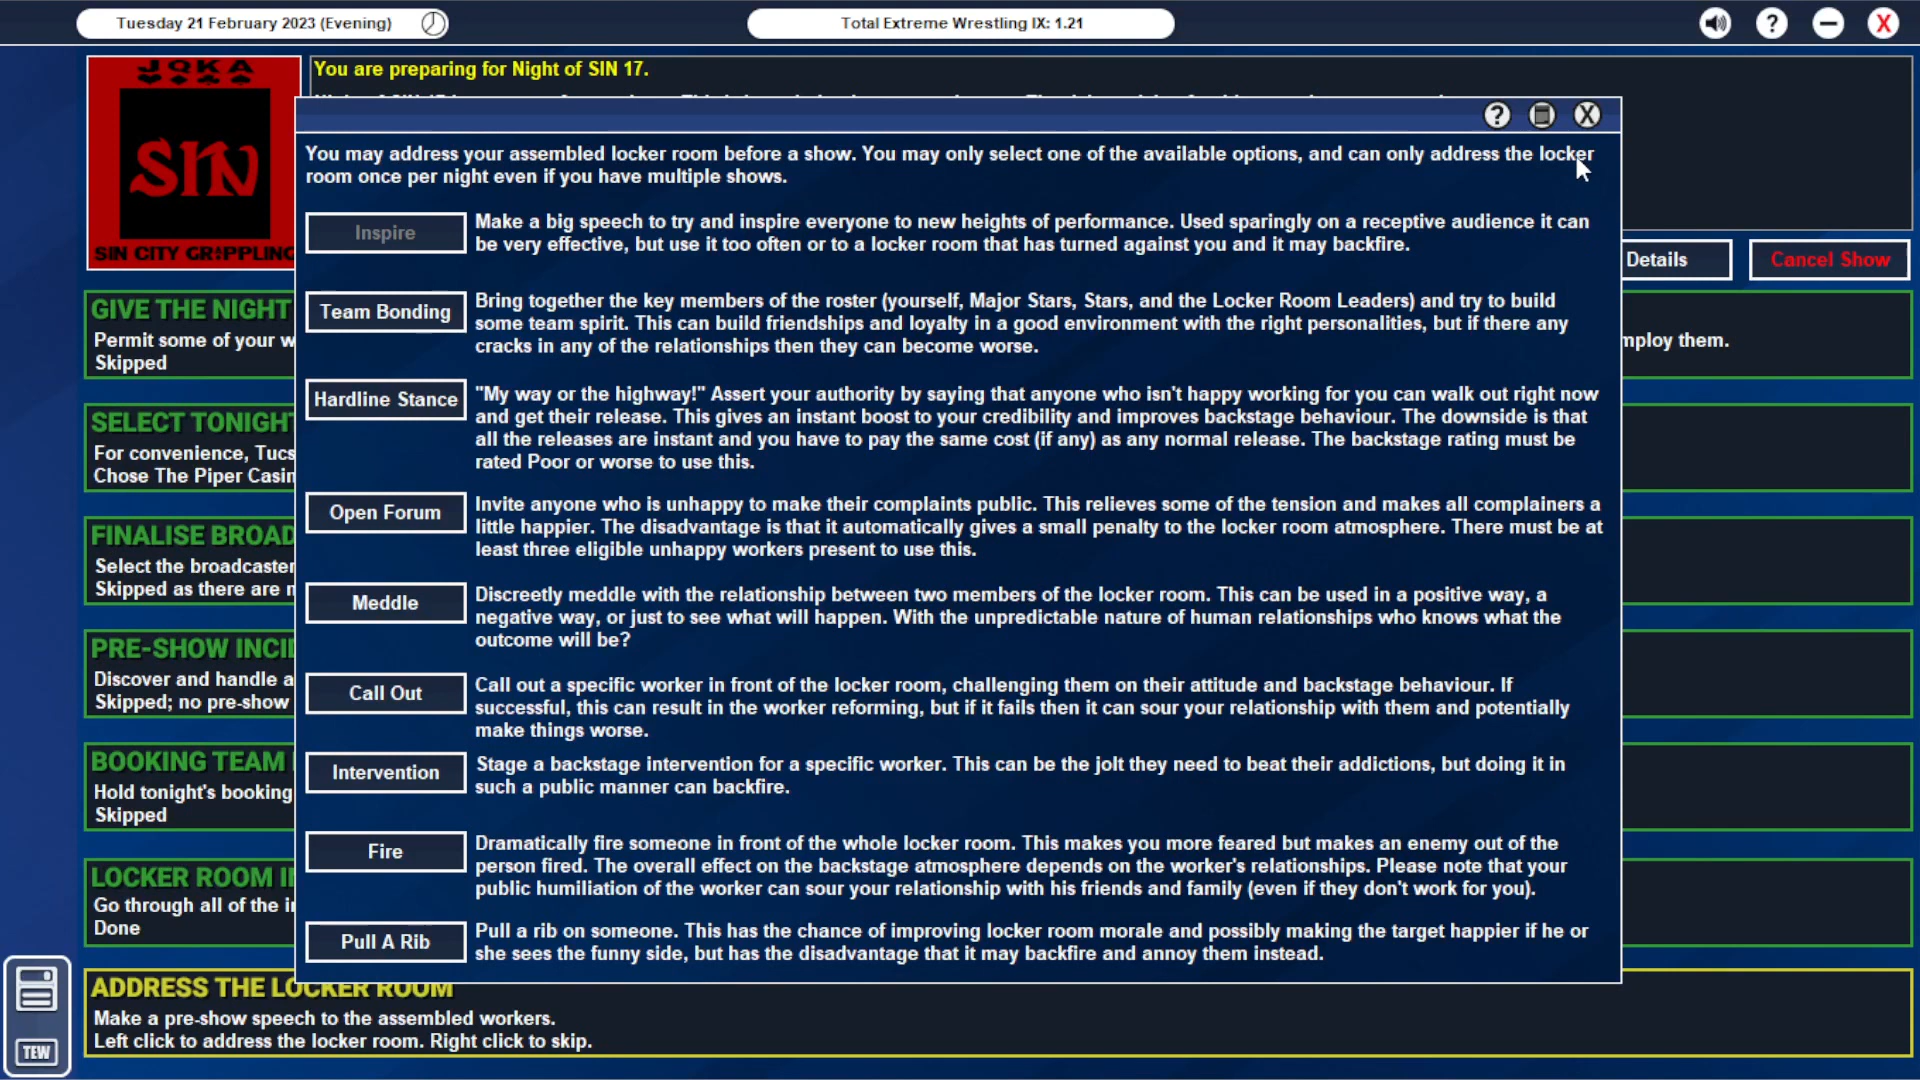 Tuesday 21 February 2023 (Evening)
Total Extreme Wrestling IX: 1.21
? X
JOKA
SIN
SIN CITY GRAPPLING
You are preparing for Night of SIN 17.
? X
You may address your assembled locker room before a show. You may only select one of the available options, and can only address the locker
room once per night even if you have multiple shows.
Inspire
Make a big speech to try and inspire everyone to new heights of performance. Used sparingly on a receptive audience it can
be very effective, but use it too often or to a locker room that has turned against you and it may backfire.
Team Bonding
Bring together the key members of the roster (yourself, Major Stars, Stars, and the Locker Room Leaders) and try to build
some team spirit. This can build friendships and loyalty in a good environment with the right personalities, but if there any
cracks in any of the relationships then they can become worse.
Hardline Stance
"My way or the highway!" Assert your authority by saying that anyone who isn't happy working for you can walk out right now
and get their release. This gives an instant boost to your credibility and improves backstage behaviour. The downside is that
all the releases are instant and you have to pay the same cost (if any) as any normal release. The backstage rating must be
rated Poor or worse to use this.
Open Forum
Invite anyone who is unhappy to make their complaints public. This relieves some of the tension and makes all complainers a
little happier. The disadvantage is that it automatically gives a small penalty to the locker room atmosphere. There must be at
least three eligible unhappy workers present to use this.
Meddle
Discreetly meddle with the relationship between two members of the locker room. This can be used in a positive way, a
negative way, or just to see what will happen. With the unpredictable nature of human relationships who knows what the
outcome will be?
Call Out
Call out a specific worker in front of the locker room, challenging them on their attitude and backstage behaviour. If
successful, this can result in the worker reforming, but if it fails then it can sour your relationship with them and potentially
make things worse.
Intervention
Stage a backstage intervention for a specific worker. This can be the jolt they need to beat their addictions, but doing it in
such a public manner can backfire.
Fire
Dramatically fire someone in front of the whole locker room. This makes you more feared but makes an enemy out of the
person fired. The overall effect on the backstage atmosphere depends on the worker's relationships. Please note that your
public humiliation of the worker can sour your relationship with his friends and family (even if they don't work for you).
Pull A Rib
Pull a rib on someone. This has the chance of improving locker room morale and possibly making the target happier if he or
she sees the funny side, but has the disadvantage that it may backfire and annoy them instead.
Details
Cancel Show
GIVE THE NIGHT
Permit some of your w
mploy them.
Skipped
SELECT TONIGHT
For convenience, Tucs
Chose The Piper Casin
FINALISE BROAD
Select the broadcaster
Skipped as there are n
PRE-SHOW INCI
Discover and handle a
Skipped; no pre-show
BOOKING TEAM
Hold tonight's booking
Skipped
LOCKER ROOM I
Go through all of the i
Done
ADDRESS THE LOCKER ROOM
Make a pre-show speech to the assembled workers.
Left click to address the locker room. Right click to skip.
TEW